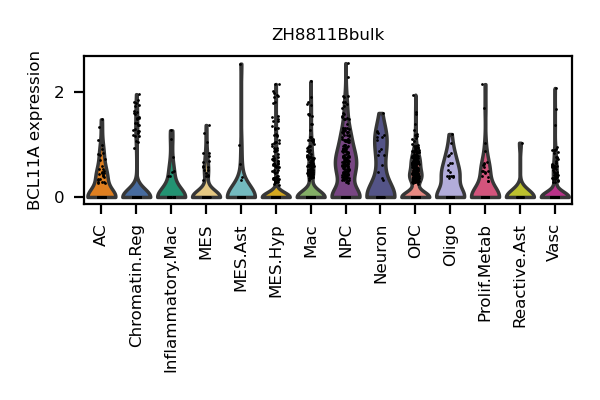 ZH8811Bbulk
BCL11A expression
2
0
AC
Chromatin.Reg
Inflammatory.Mac
MES
MES.Ast
MES.Hyp
Mac
NPC
Neuron
OPC
Oligo
Prolif.Metab
Reactive.Ast
Vasc